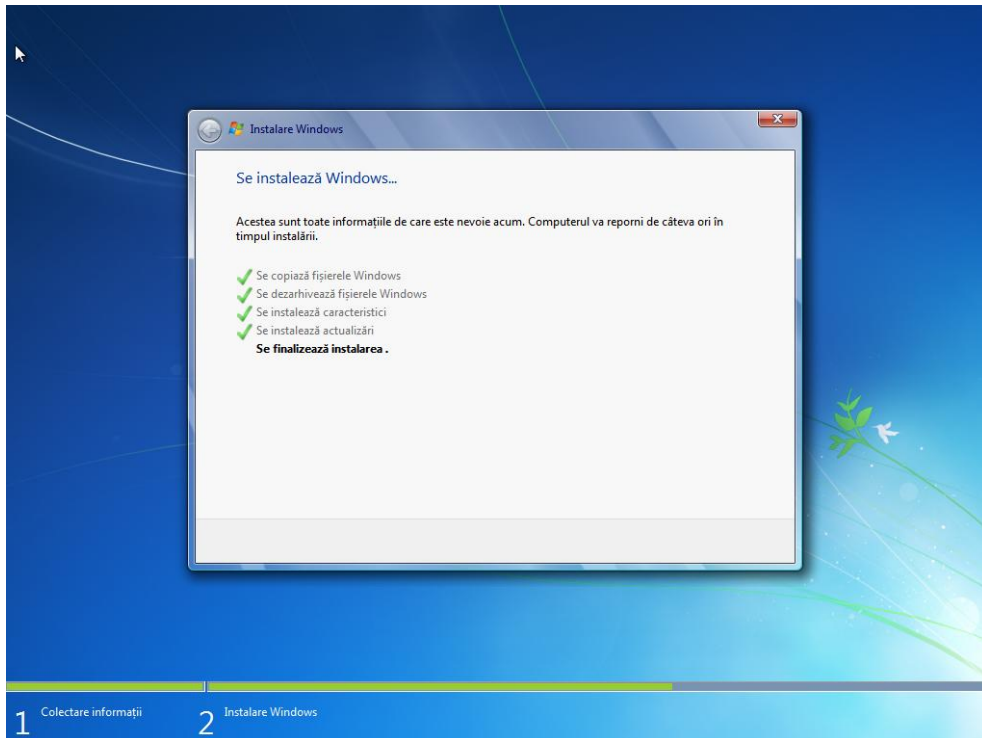 Instalare Windows
Se instalează Windows...
Acestea sunt toate informațiile de care este nevoie acum. Computerul va reporni de câteva ori în
timpul instalării.
Se copiază fișierele Windows
Se dezarhivează fișierele Windows
Se instalează caracteristici
Se instalează actualizări
Se finalizează instalarea .
1 Colectare informații
2 Instalare Windows